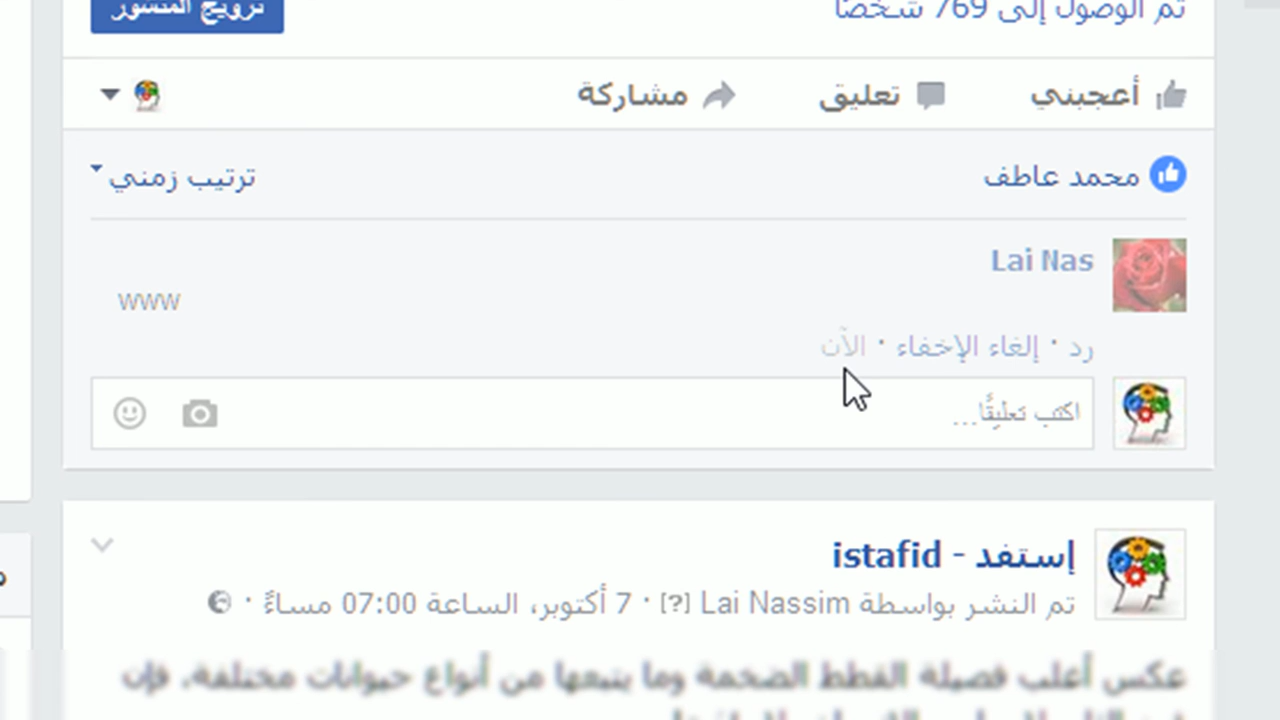 تم الوصول إلى 769 شخصًا
ترويج المنشور
أعجبني تعليق مشاركة
محمد عاطف
ترتيب زمني
Lai Nas
www
رد · إلغاء الإخفاء · الآن
اكتب تعليقًا...
إستفد - istafid
تم النشر بواسطة Lai Nassim [?] · 7 أكتوبر، الساعة 07:00 مساءً ·
عكس أغلب فصيلة القطط الضخمة وما يتبعها من أنواع حيوانات مختلفة، فإن